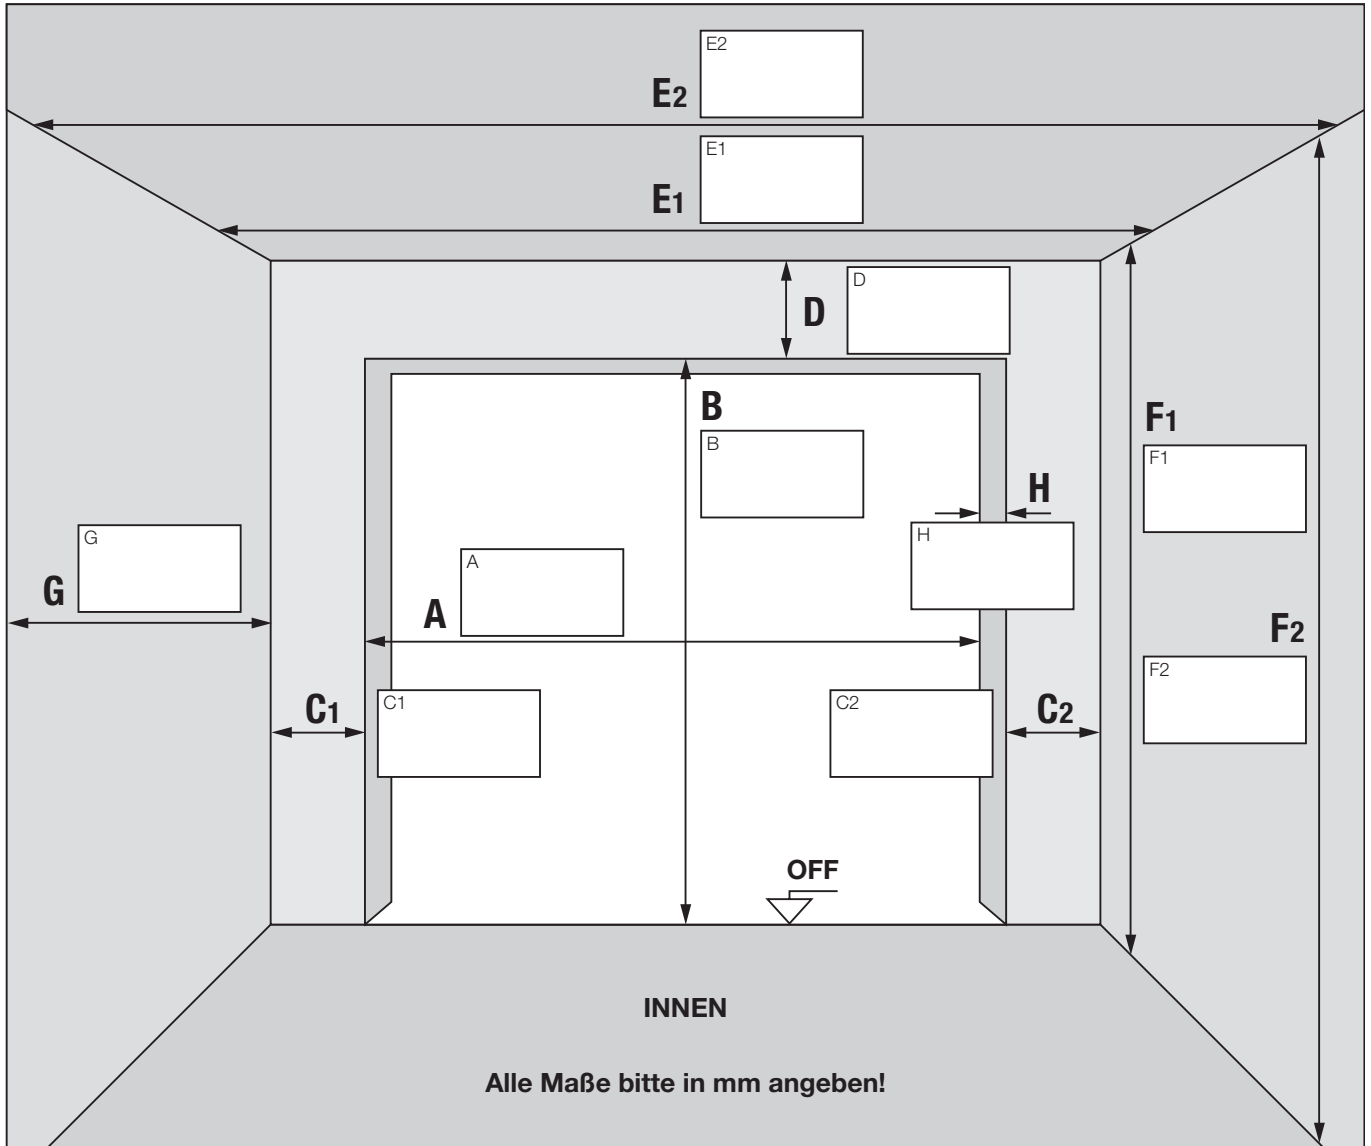 E2
E2
E1
E1
D
D
B
B
F1
F1
H
H
G
G
A
A
F2
F2
C1
C1
C2
C2
OFF
INNEN
Alle Maße bitte in mm angeben!